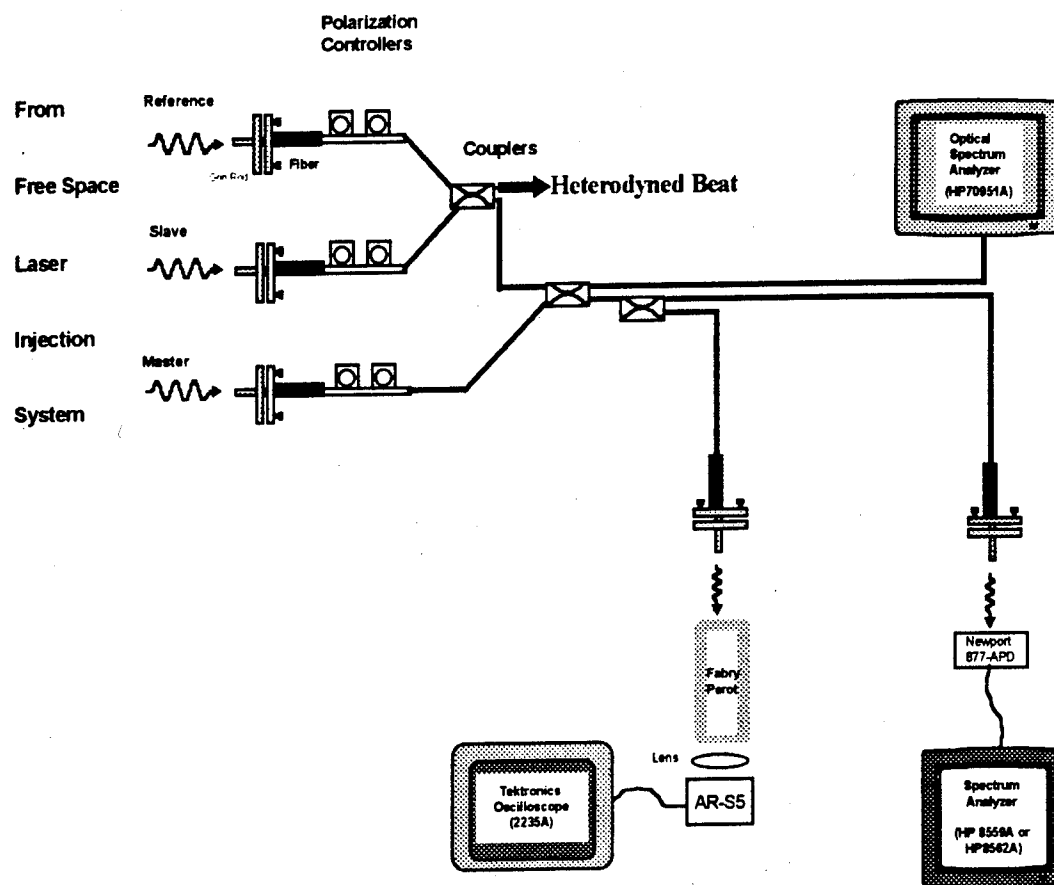 Polarization
Controllers
From
Reference
Fiber
Free Space
Couplers
Heterodyned Beat
Optical
Spectrum
Analyzer
(HP70951A)
Slave
Laser
Injection
Master
System
Newport
877-APD
Fabry
Perot
Lens
AR-S5
Tektronics
Oscilloscope
(2235A)
Spectrum
Analyzer
(HP 8559A or
HP8562A)